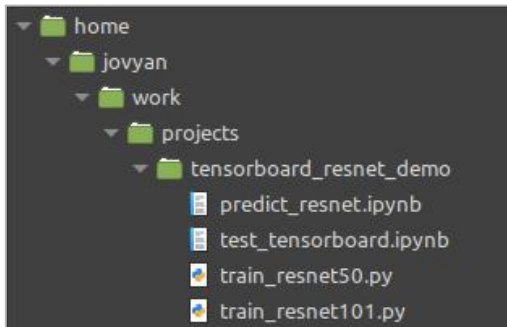 home
jovyan
work
projects
tensorboard_resnet_demo
predict_resnet.ipynb
test_tensorboard.ipynb
train_resnet50.py
train_resnet101.py